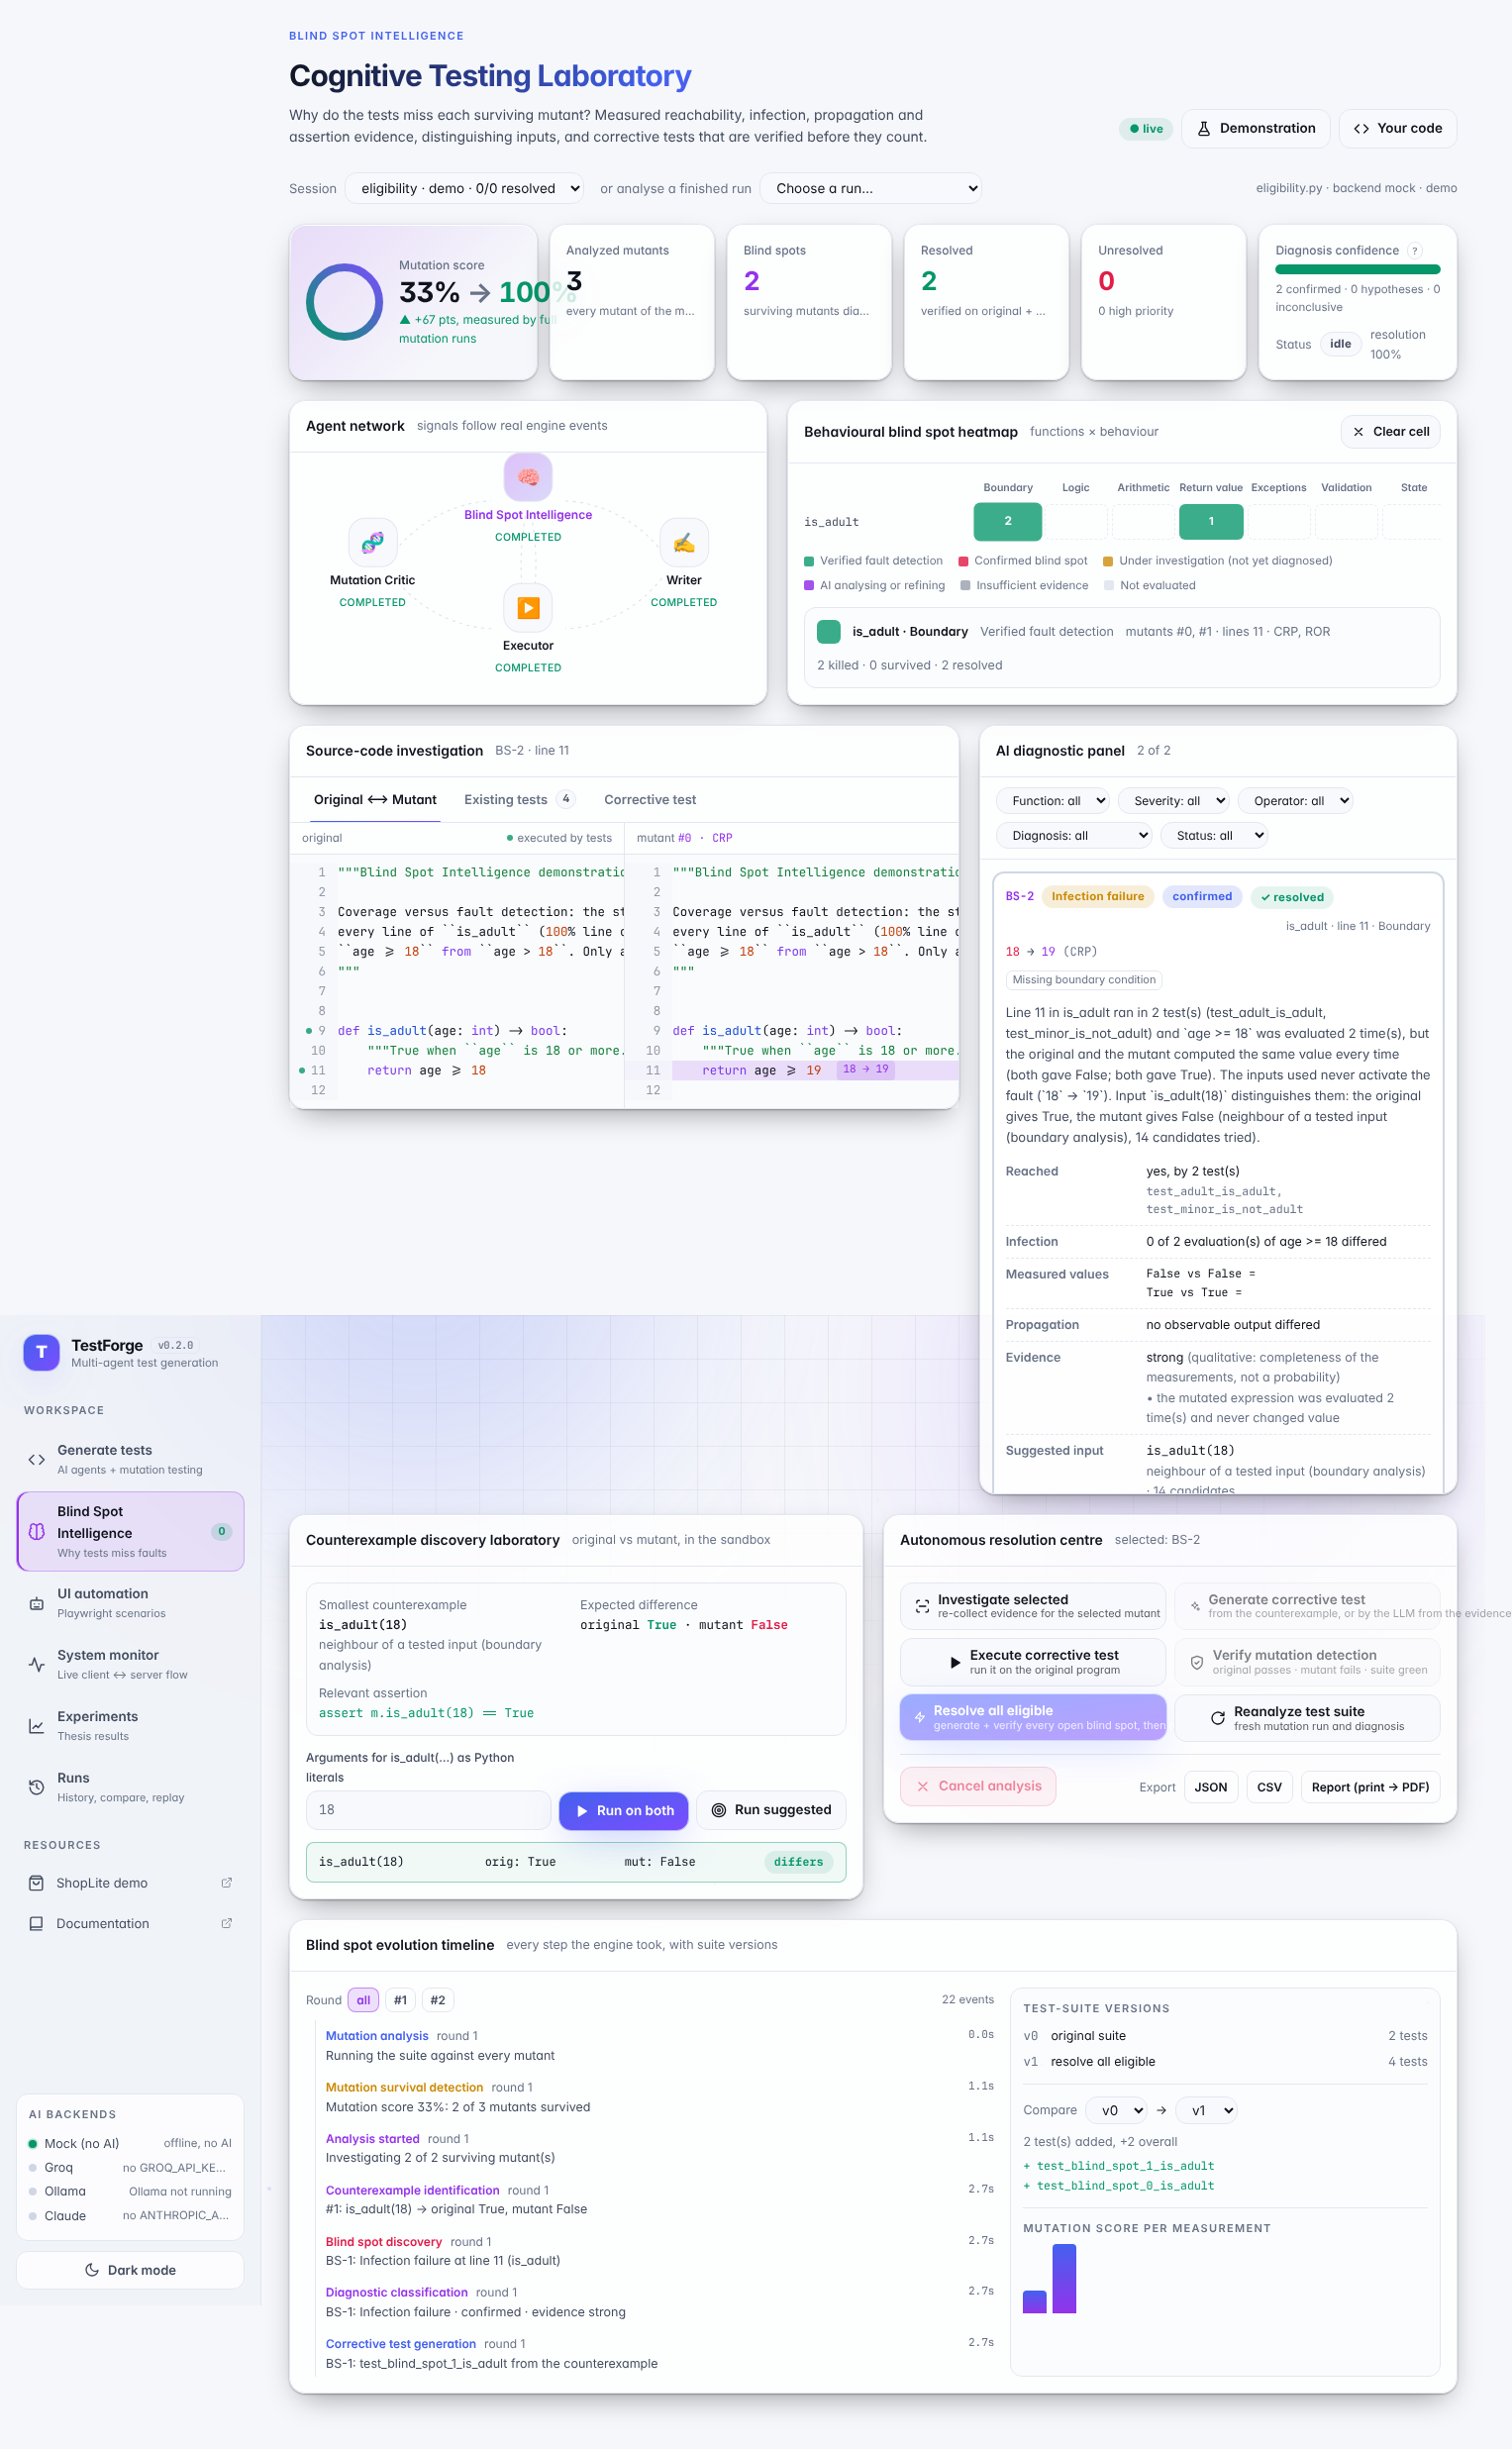 BLIND SPOT INTELLIGENCE
Cognitive Testing Laboratory
Why do the tests miss each surviving mutant? Measured reachability, infection, propagation and
assertion evidence, distinguishing inputs, and corrective tests that are verified before they count.
live
Demonstration
Your code
Session
eligibility · demo · 0/0 resolved
or analyse a finished run
Choose a run...
eligibility.py · backend mock · demo
Mutation score
33% → 100%
▲ +67 pts, measured by full
mutation runs
Analyzed mutants
3
every mutant of the m...
Blind spots
2
surviving mutants dia...
Resolved
2
verified on original + ...
Unresolved
0
0 high priority
Diagnosis confidence ?
2 confirmed · 0 hypotheses · 0
inconclusive
Status
idle
resolution
100%
Agent network
signals follow real engine events
Blind Spot Intelligence
COMPLETED
Mutation Critic
COMPLETED
Writer
COMPLETED
Executor
COMPLETED
Behavioural blind spot heatmap
functions × behaviour
Clear cell
Boundary
Logic
Arithmetic
Return value
Exceptions
Validation
State
is_adult
2
1
Verified fault detection
Confirmed blind spot
Under investigation (not yet diagnosed)
AI analysing or refining
Insufficient evidence
Not evaluated
is_adult · Boundary
Verified fault detection
mutants #0, #1 · lines 11 · CRP, ROR
2 killed · 0 survived · 2 resolved
Source-code investigation
BS-2 · line 11
Original ⟷ Mutant
Existing tests 4
Corrective test
original
executed by tests
1 """Blind Spot Intelligence demonstratic
2
3 Coverage versus fault detection: the st
4 every line of ``is_adult`` (100% line c
5 ``age >= 18`` from ``age > 18``. Only a
6 """
7
8
9 def is_adult(age: int) -> bool:
10 """True when ``age`` is 18 or more.
11 return age >= 18
12
mutant #0 · CRP
1 """Blind Spot Intelligence demonstratic
2
3 Coverage versus fault detection: the st
4 every line of ``is_adult`` (100% line c
5 ``age >= 18`` from ``age > 18``. Only a
6 """
7
8
9 def is_adult(age: int) -> bool:
10 """True when ``age`` is 18 or more.
11 return age >= 19 18 → 19
12
AI diagnostic panel
2 of 2
Function: all
Severity: all
Operator: all
Diagnosis: all
Status: all
BS-2
Infection failure
confirmed
✓ resolved
is_adult · line 11 · Boundary
18 → 19 (CRP)
Missing boundary condition
Line 11 in is_adult ran in 2 test(s) (test_adult_is_adult,
test_minor_is_not_adult) and `age >= 18` was evaluated 2 time(s), but
the original and the mutant computed the same value every time
(both gave False; both gave True). The inputs used never activate the
fault (`18` → `19`). Input `is_adult(18)` distinguishes them: the original
gives True, the mutant gives False (neighbour of a tested input
(boundary analysis), 14 candidates tried).
Reached
yes, by 2 test(s)
test_adult_is_adult,
test_minor_is_not_adult
Infection
0 of 2 evaluation(s) of age >= 18 differed
Measured values
False vs False =
True vs True =
Propagation
no observable output differed
Evidence
strong (qualitative: completeness of the
measurements, not a probability)
• the mutated expression was evaluated 2
time(s) and never changed value
Suggested input
is_adult(18)
neighbour of a tested input (boundary analysis)
· 14 candidates
T
TestForge v0.2.0
Multi-agent test generation
WORKSPACE
Generate tests
AI agents + mutation testing
Blind Spot
Intelligence
Why tests miss faults
0
UI automation
Playwright scenarios
System monitor
Live client ↔ server flow
Experiments
Thesis results
Runs
History, compare, replay
RESOURCES
ShopLite demo
Documentation
AI BACKENDS
Mock (no AI) offline, no AI
Groq no GROQ_API_KE...
Ollama Ollama not running
Claude no ANTHROPIC_A...
Dark mode
Counterexample discovery laboratory
original vs mutant, in the sandbox
Smallest counterexample
is_adult(18)
neighbour of a tested input (boundary
analysis)
Expected difference
original True · mutant False
Relevant assertion
assert m.is_adult(18) == True
Arguments for is_adult(...) as Python
literals
18
Run on both
Run suggested
is_adult(18) orig: True mut: False differs
Autonomous resolution centre
selected: BS-2
Investigate selected
re-collect evidence for the selected mutant
Generate corrective test
from the counterexample, or by the LLM from the evidence
Execute corrective test
run it on the original program
Verify mutation detection
original passes · mutant fails · suite green
Resolve all eligible
generate + verify every open blind spot, then
Reanalyze test suite
fresh mutation run and diagnosis
Cancel analysis
Export
JSON
CSV
Report (print → PDF)
Blind spot evolution timeline
every step the engine took, with suite versions
Round
all
#1
#2
22 events
Mutation analysis round 1 0.0s
Running the suite against every mutant
Mutation survival detection round 1 1.1s
Mutation score 33%: 2 of 3 mutants survived
Analysis started round 1 1.1s
Investigating 2 of 2 surviving mutant(s)
Counterexample identification round 1 2.7s
#1: is_adult(18) → original True, mutant False
Blind spot discovery round 1 2.7s
BS-1: Infection failure at line 11 (is_adult)
Diagnostic classification round 1 2.7s
BS-1: Infection failure · confirmed · evidence strong
Corrective test generation round 1 2.7s
BS-1: test_blind_spot_1_is_adult from the counterexample
TEST-SUITE VERSIONS
v0 original suite 2 tests
v1 resolve all eligible 4 tests
Compare v0 → v1
2 test(s) added, +2 overall
+ test_blind_spot_1_is_adult
+ test_blind_spot_0_is_adult
MUTATION SCORE PER MEASUREMENT